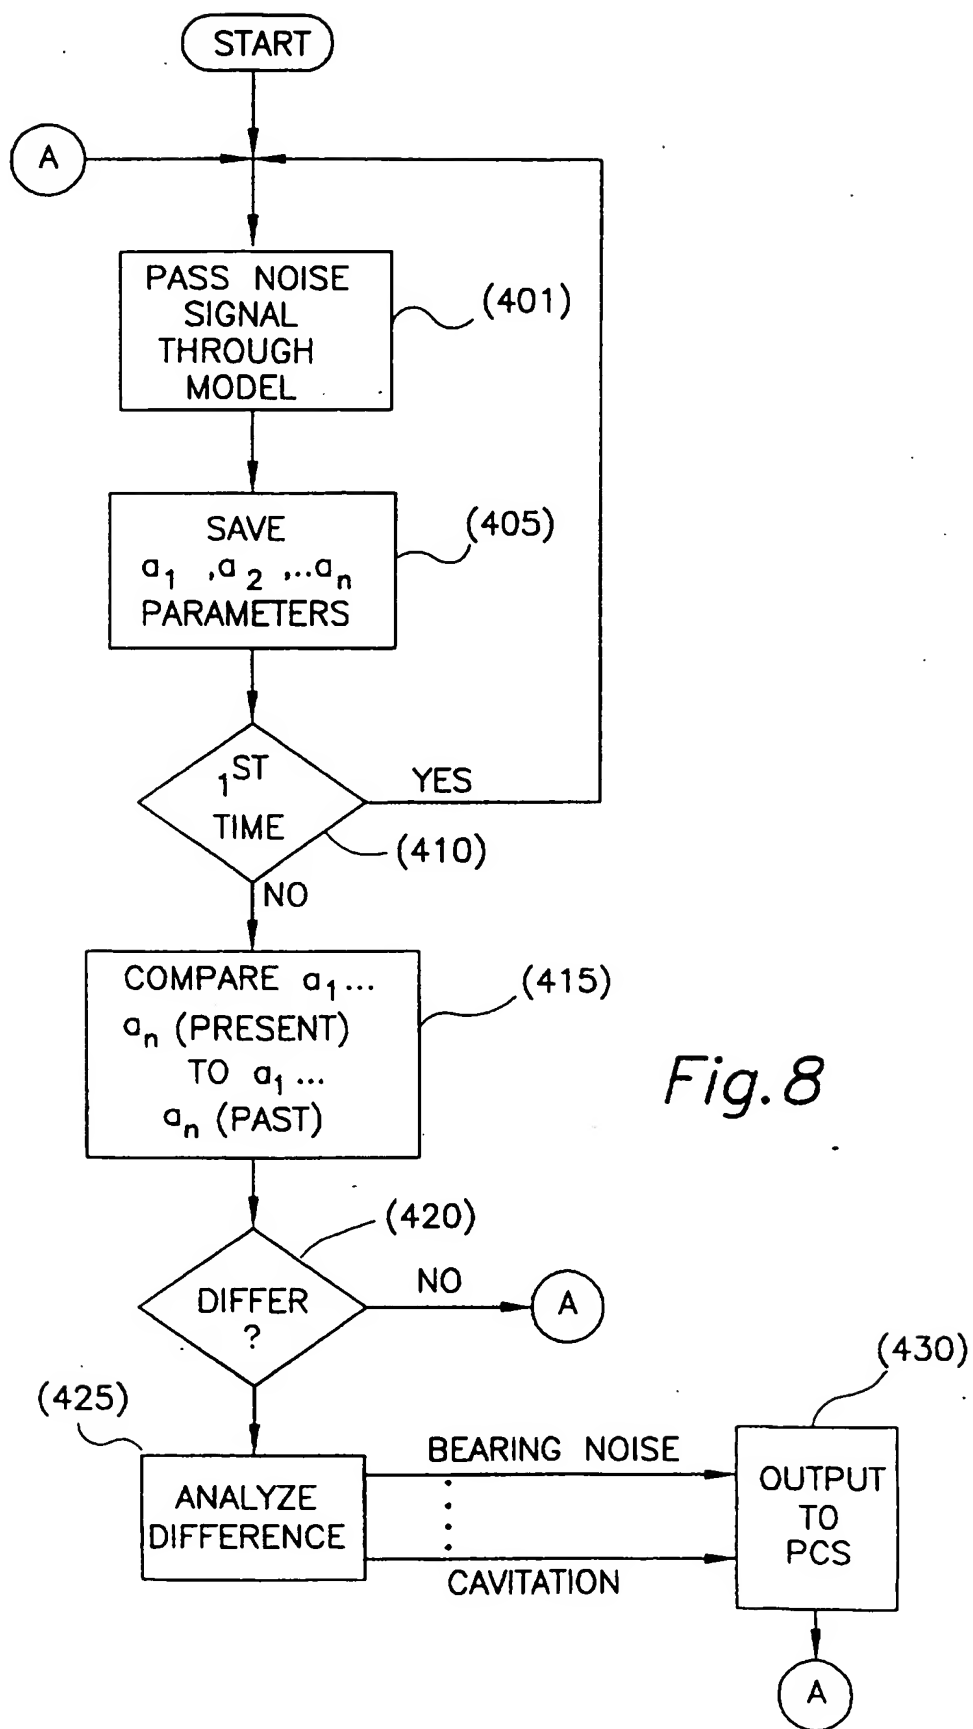 START
A
PASS NOISE
SIGNAL
THROUGH
MODEL
(401)
SAVE
a1 ,a2 ,..an
PARAMETERS
(405)
1ST
TIME
YES
(410)
NO
COMPARE a1...
an (PRESENT)
TO a1...
an (PAST)
(415)
Fig.8
(420)
DIFFER
?
NO
A
(430)
(425)
ANALYZE
DIFFERENCE
BEARING NOISE
CAVITATION
OUTPUT
TO
PCS
A